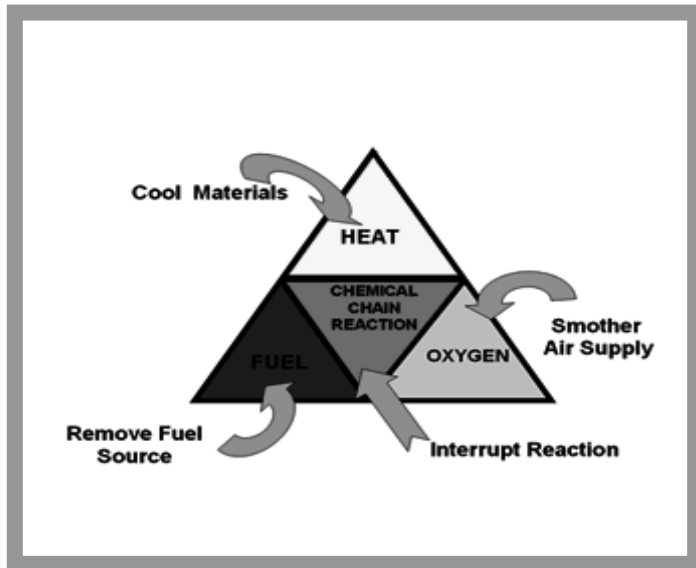 Cool Materials
HEAT
CHEMICAL
CHAIN
REACTION
FUEL
OXYGEN
Smother
Air Supply
Remove Fuel
Source
Interrupt Reaction